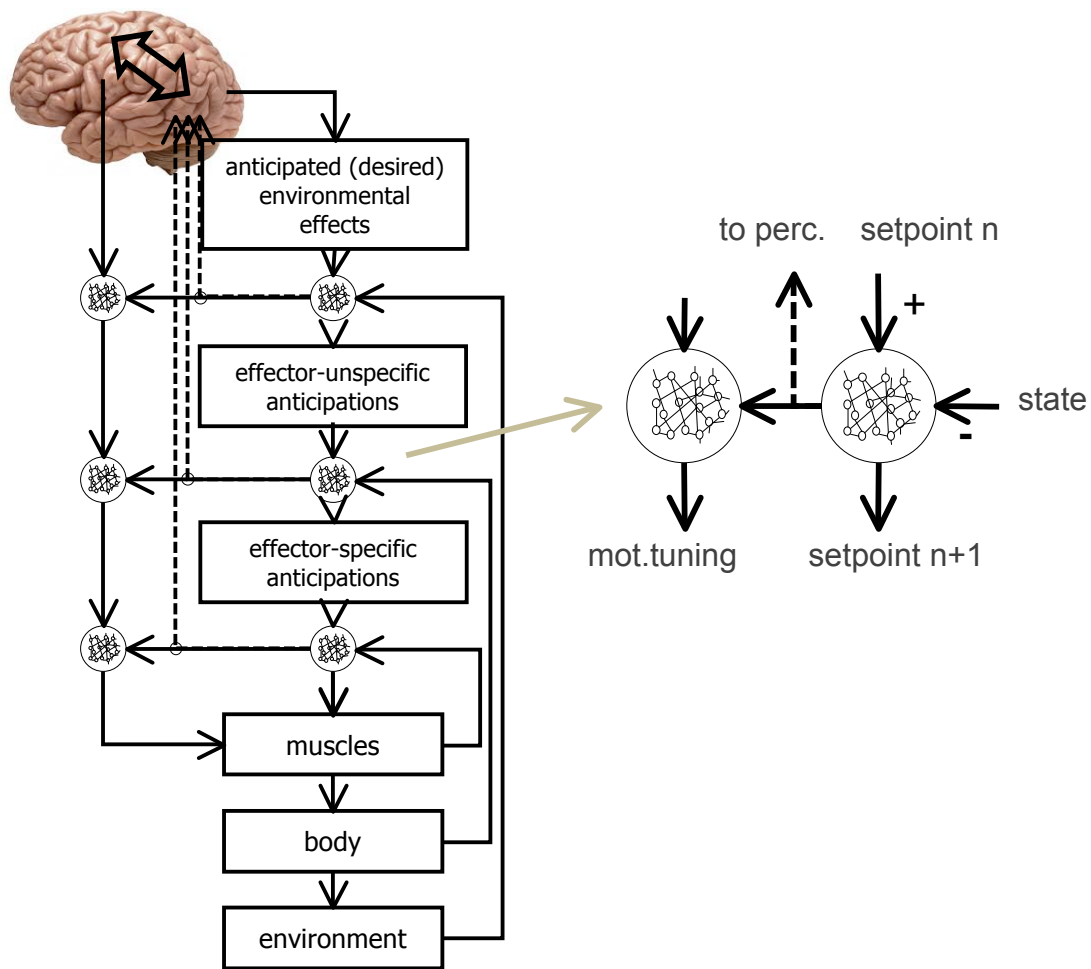 anticipated (desired)
environmental
effects
to perc.
setpoint n
+
effector-unspecific
anticipations
state
-
mot.tuning
setpoint n+1
effector-specific
anticipations
muscles
body
environment